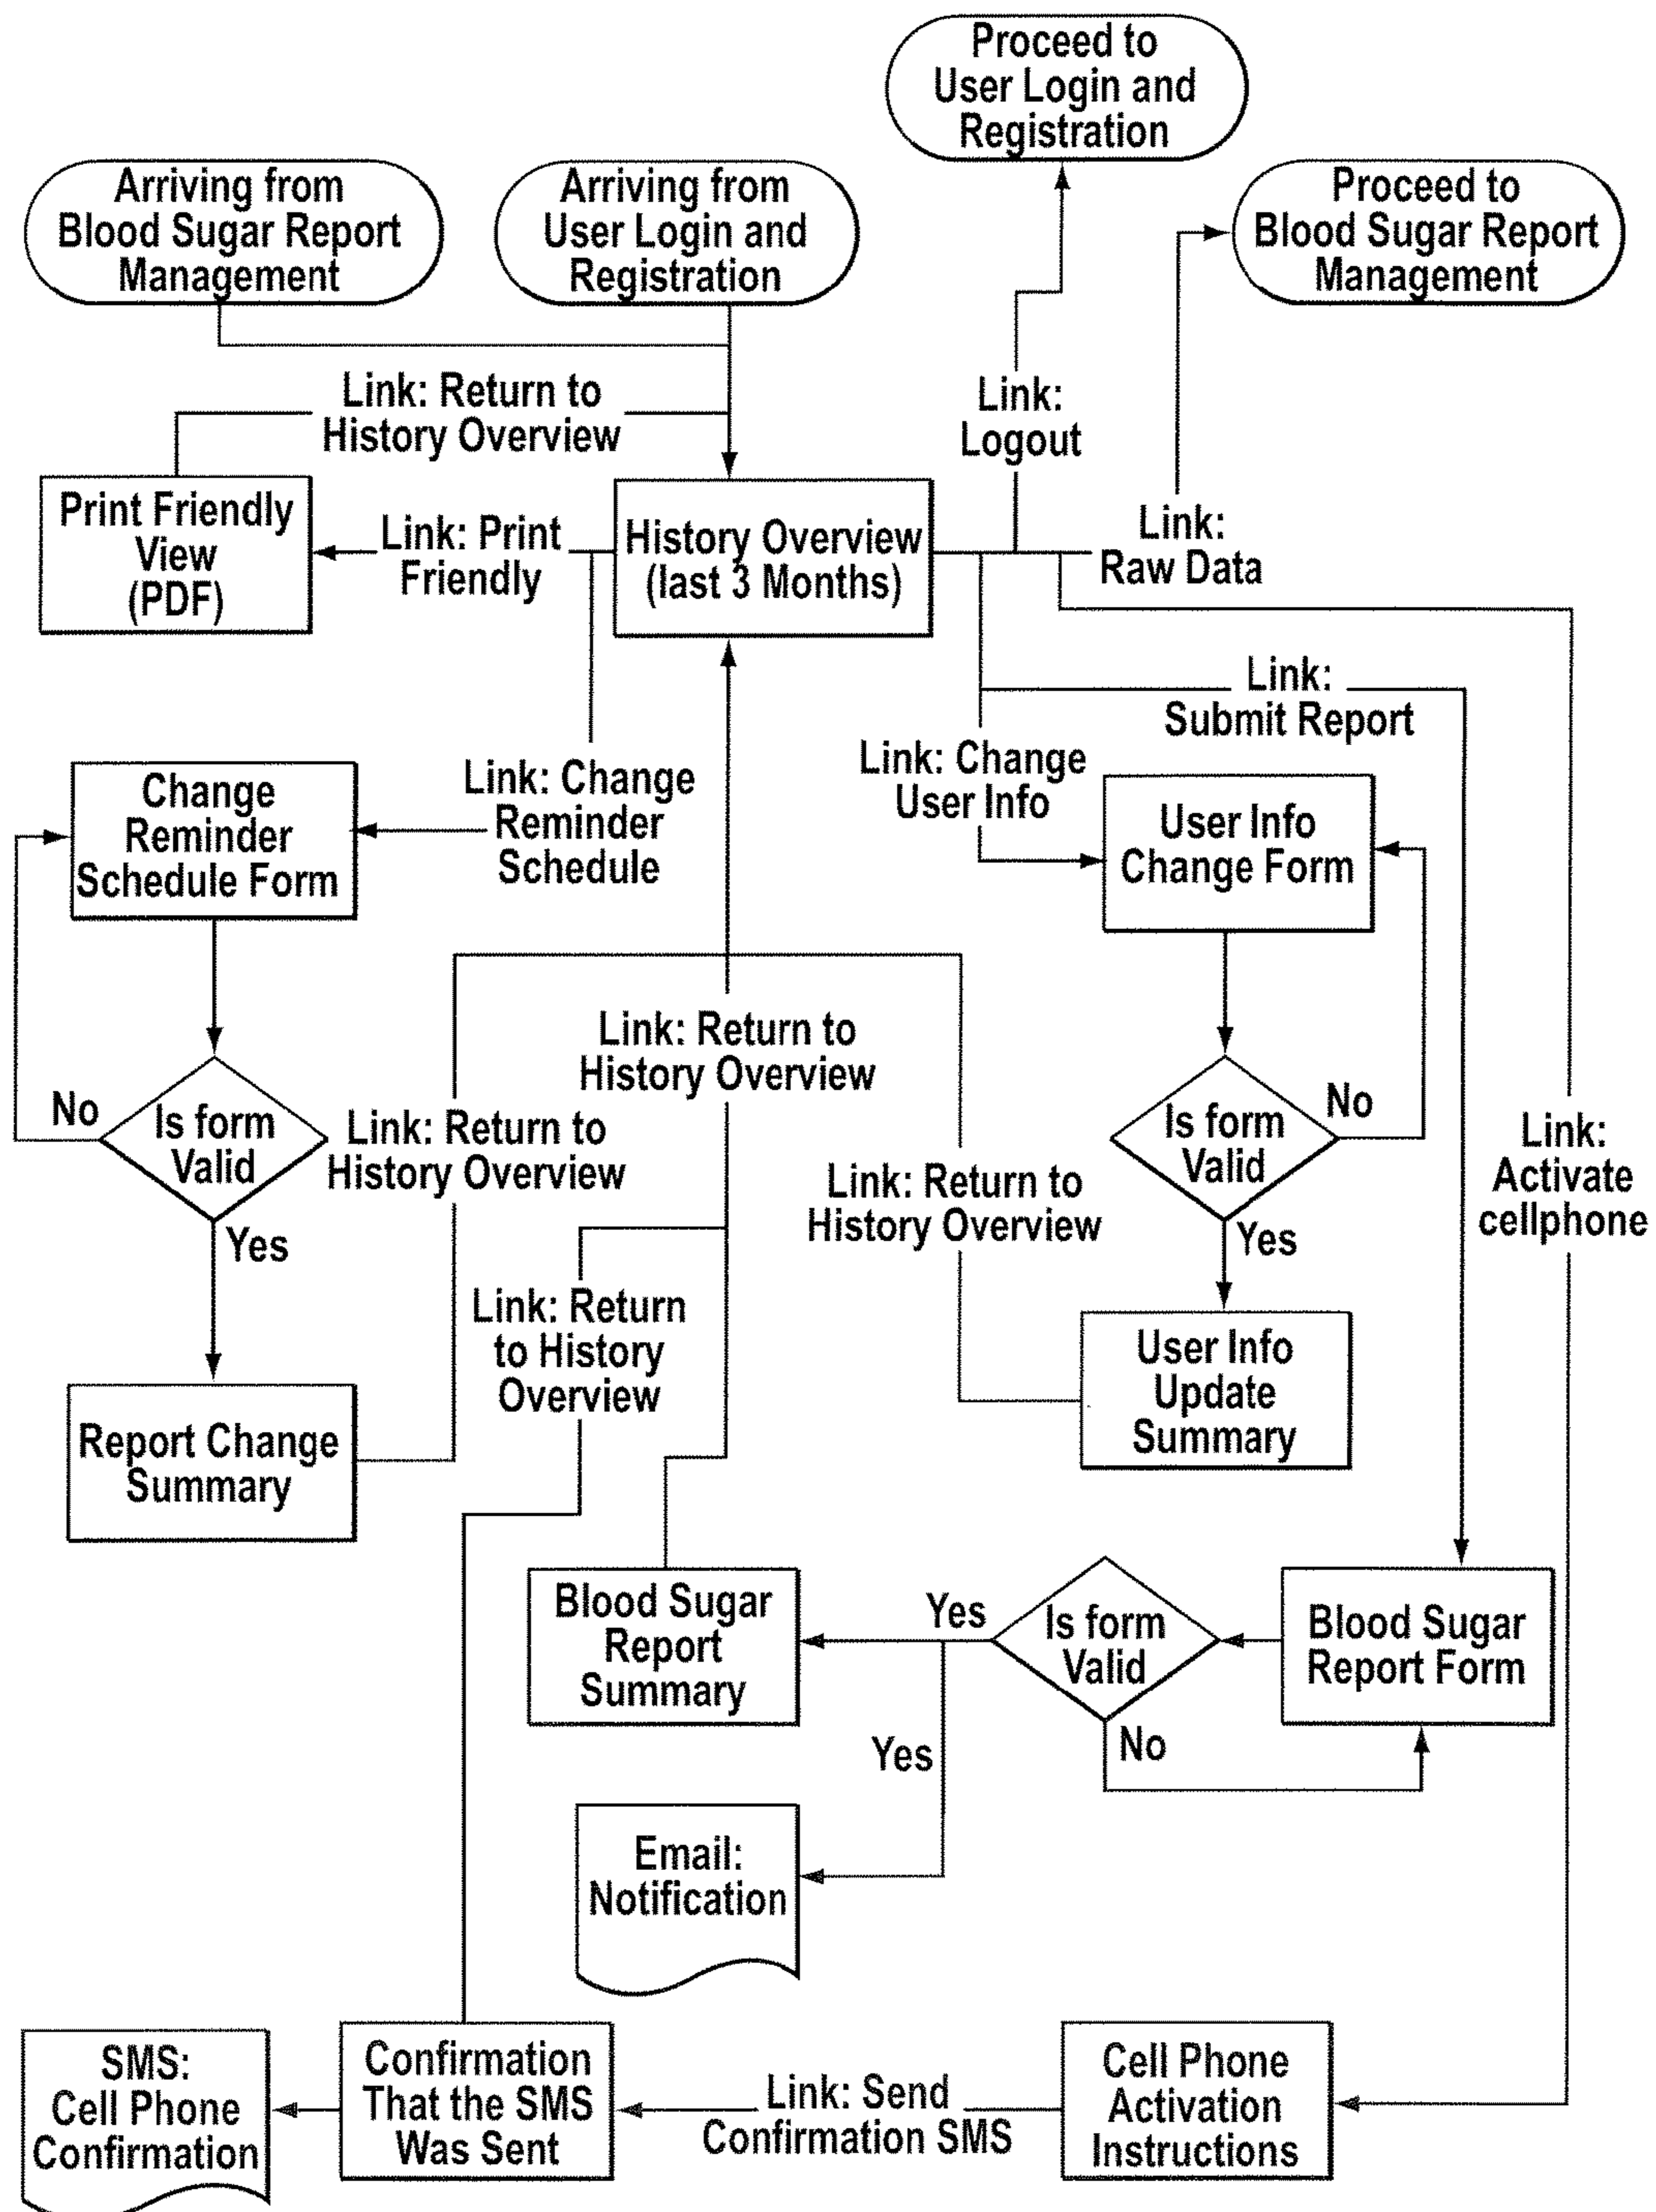 Proceed to
User Login and
Registration
Arriving from
Blood Sugar Report
Management
Arriving from
User Login and
Registration
Proceed to
Blood Sugar Report
Management
Link: Return to
History Overview
Link:
Logout
Print Friendly
View
(PDF)
Link: Print
Friendly
History Overview
(last 3 Months)
Link:
Raw Data
Link:
Submit Report
Link: Change
User Info
Change
Reminder
Schedule Form
Link: Change
Reminder
Schedule
User Info
Change Form
Link: Return to
History Overview
No
Is form
Valid
Yes
Link: Return to
History Overview
Link: Return to
History Overview
Is form
Valid
No
Yes
Link:
Activate
cellphone
Link: Return
to History
Overview
User Info
Update
Summary
Report Change
Summary
Blood Sugar
Report
Summary
Yes
Is form
Valid
Blood Sugar
Report Form
Yes
No
Email:
Notification
SMS:
Cell Phone
Confirmation
Confirmation
That the SMS
Was Sent
Link: Send
Confirmation SMS
Cell Phone
Activation
Instructions